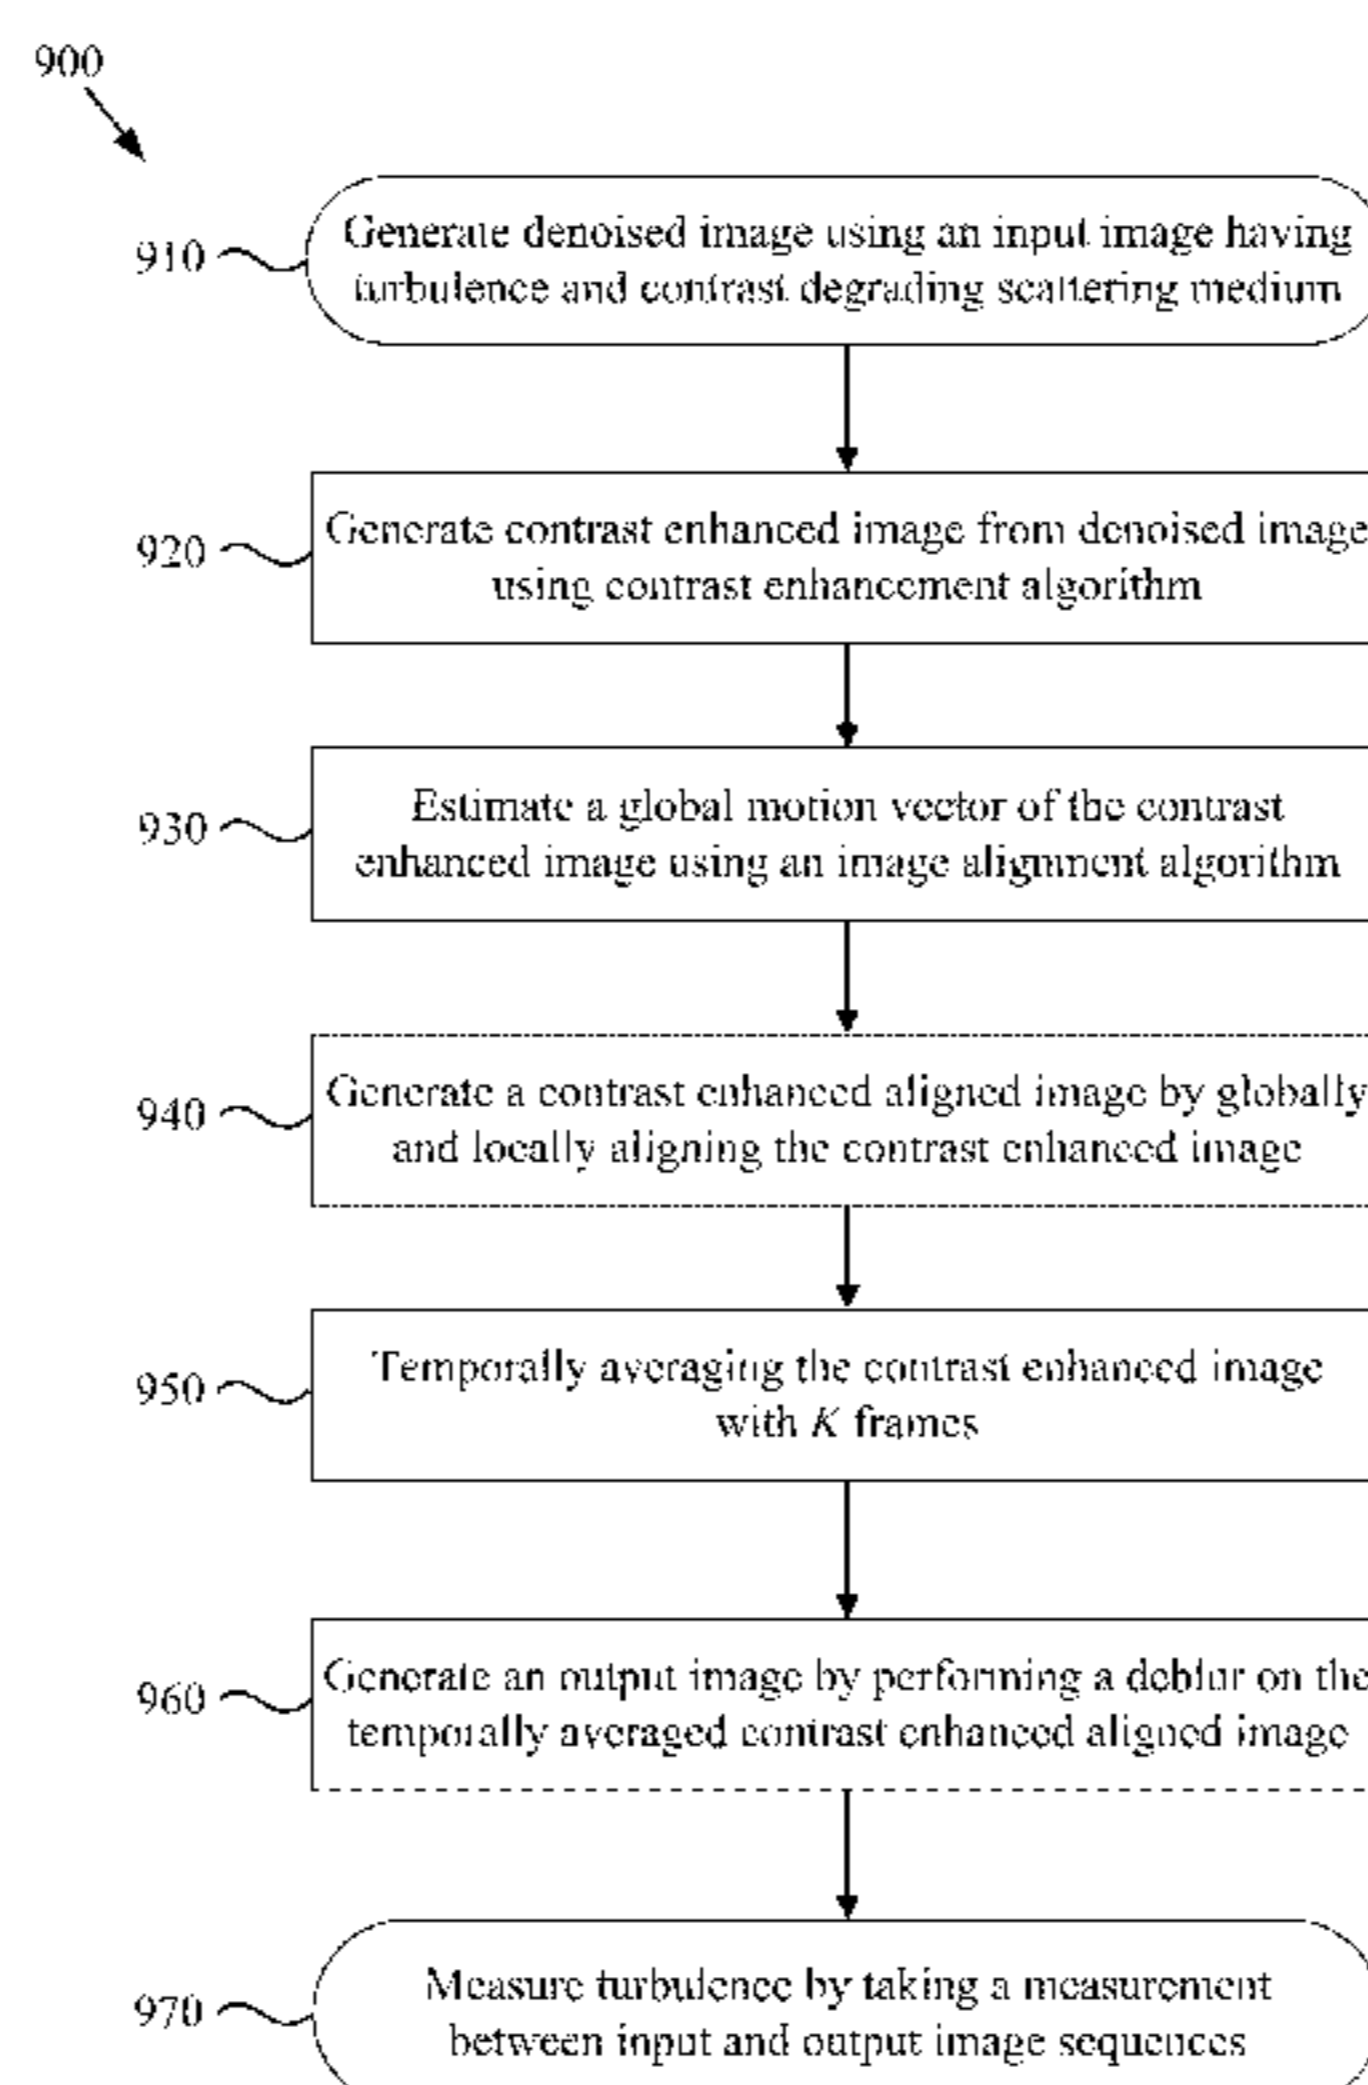 900
910
Generate denoised image using an input image having
turbulence and contrast degrading scattering medium
920
Generate contrast enhanced image from denoised image
using contrast enhancement algorithm
930
Estimate a global motion vector of the contrast
enhanced image using an image alignment algorithm
940
Generate a contrast enhanced aligned image by globally
and locally aligning the contrast enhanced image
950
Temporally averaging the contrast enhanced image
with K frames
960
Generate an output image by performing a deblur on the
temporally averaged contrast enhanced aligned image
970
Measure turbulence by taking a measurement
between input and output image sequences